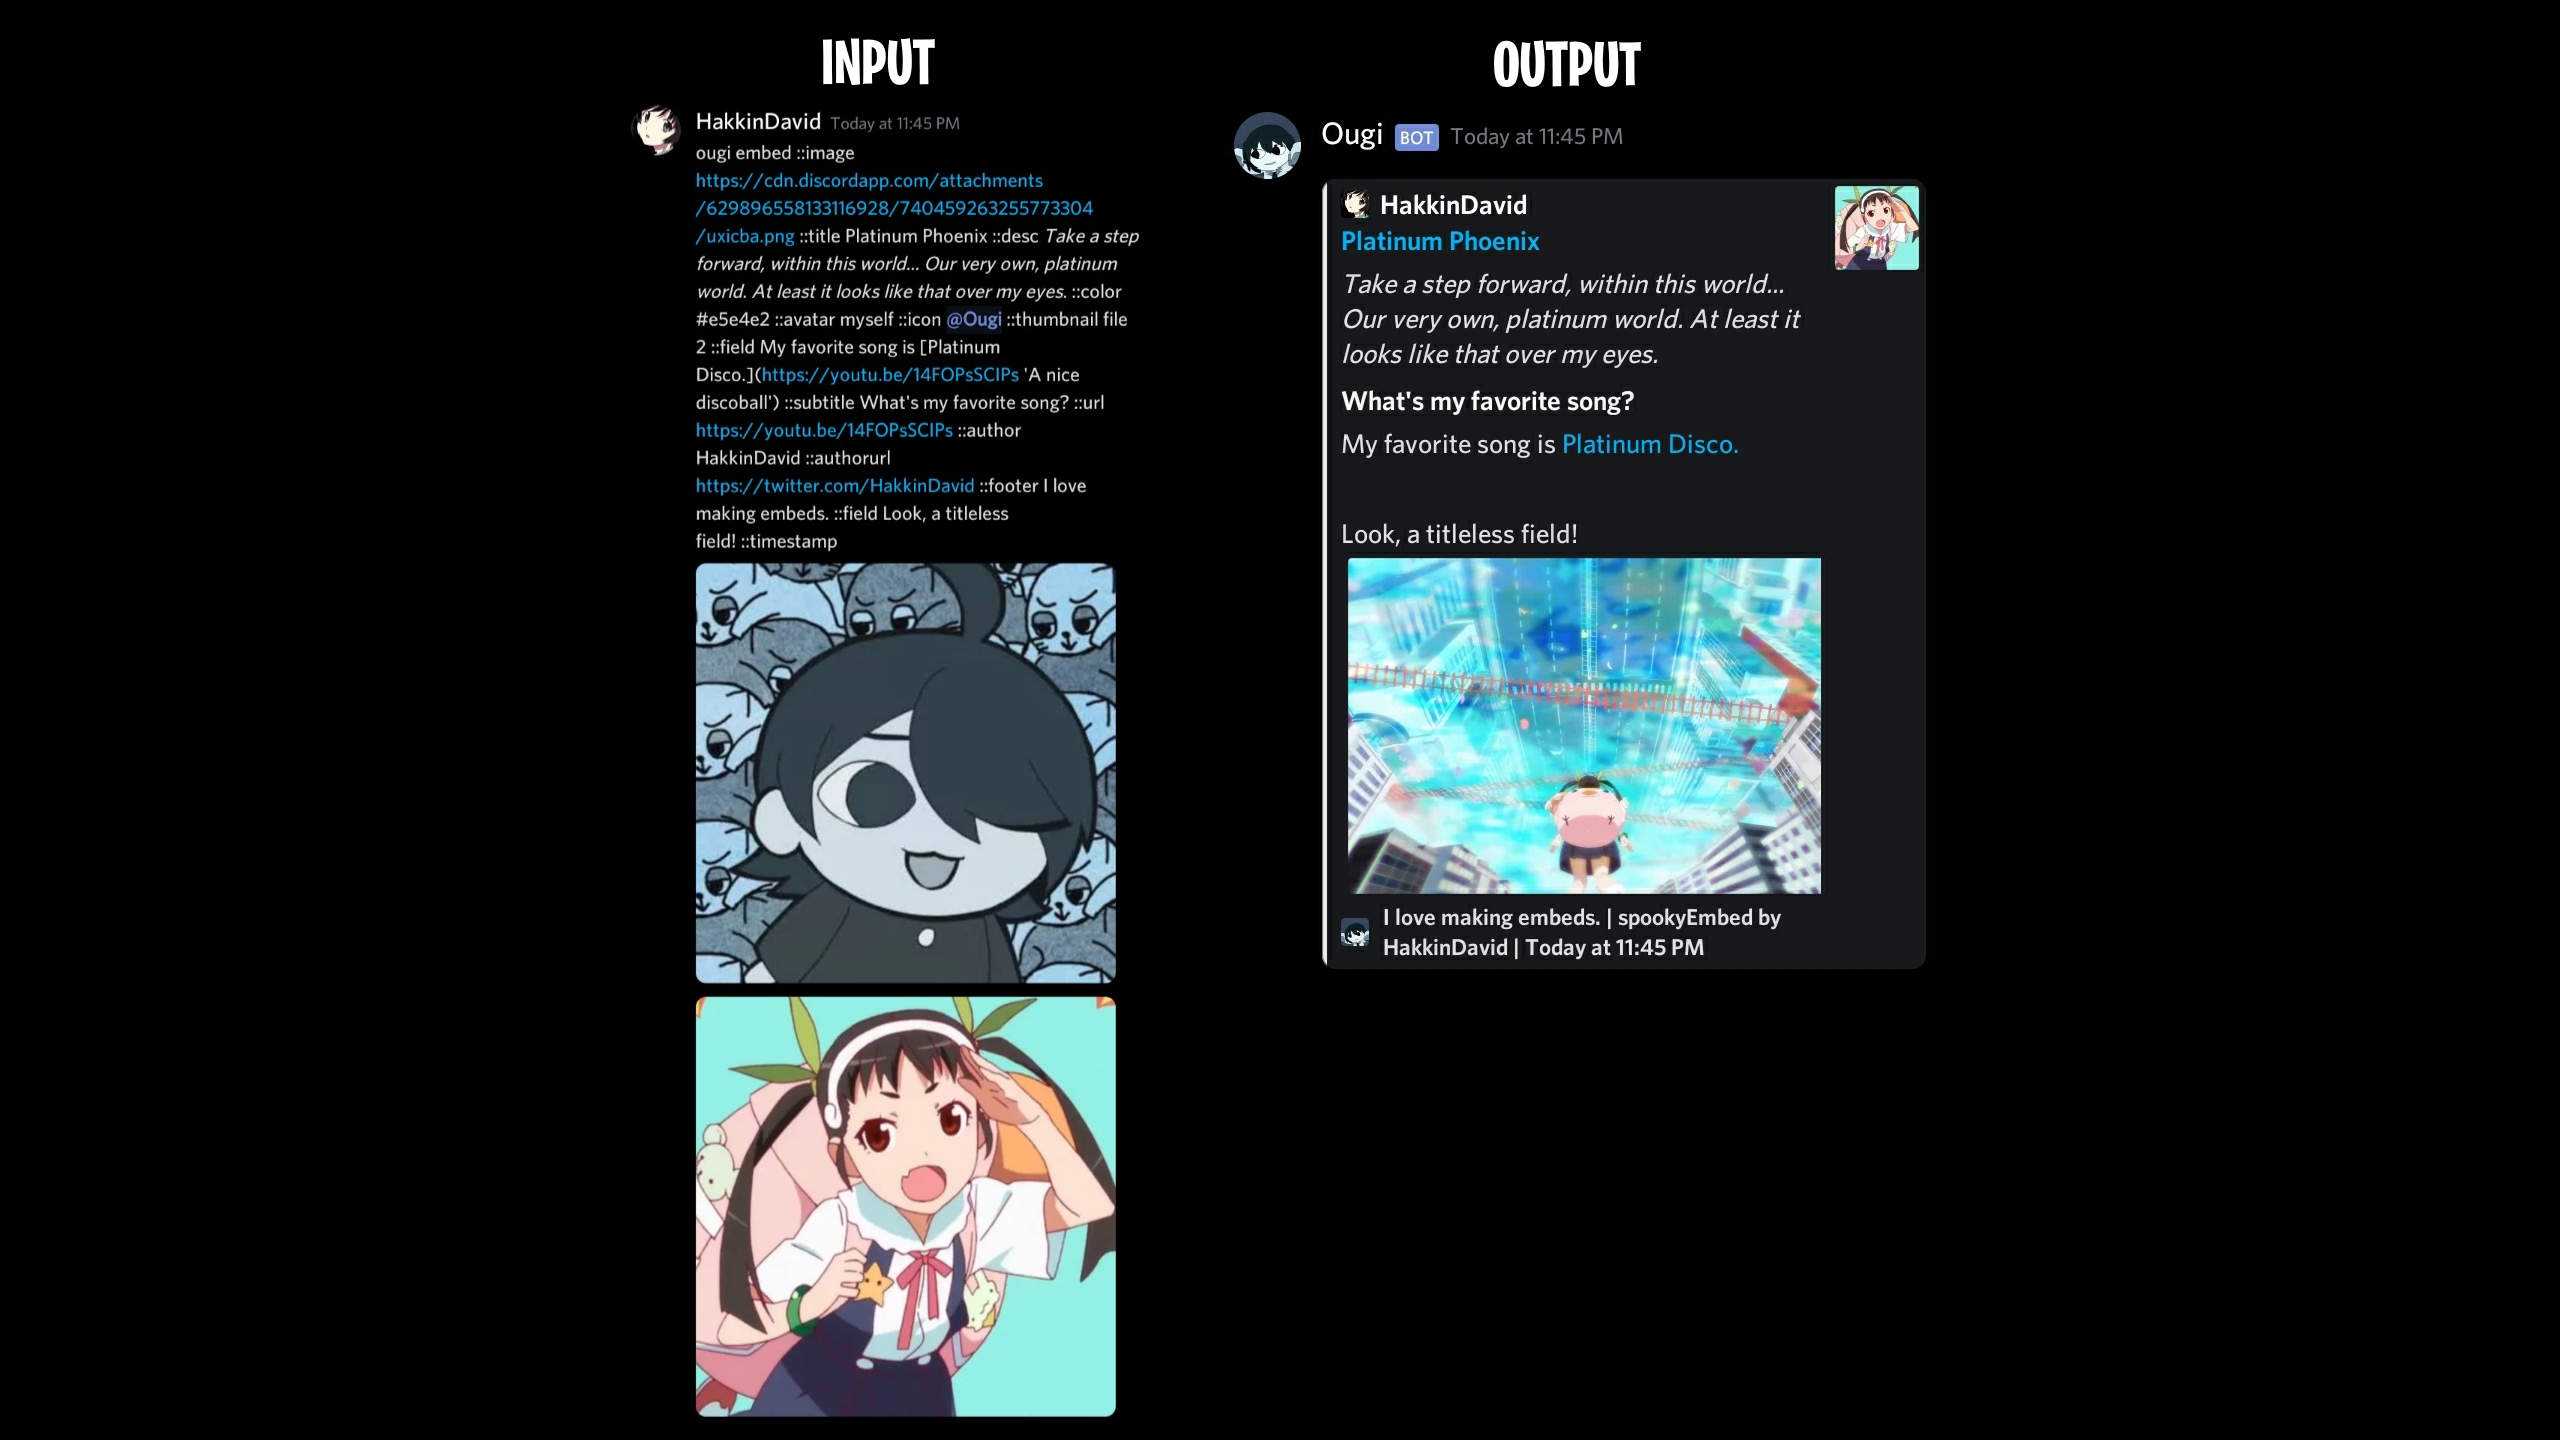 INPUT
HakkinDavid Today at 11:45 PM
ougi embed ::image
https://cdn.discordapp.com/attachments
/629896558133116928/740459263255773304
/uxicba.png ::title Platinum Phoenix ::desc Take a step
forward, within this world... Our very own, platinum
world. At least it looks like that over my eyes. ::color
#e5e4e2 ::avatar myself ::icon @Ougi ::thumbnail file
2 ::field My favorite song is [Platinum
Disco.](https://youtu.be/14FOPsSCIPs 'A nice
discoball') ::subtitle What's my favorite song? ::url
https://youtu.be/14FOPsSCIPs ::author
HakkinDavid ::authorurl
https://twitter.com/HakkinDavid ::footer I love
making embeds. ::field Look, a titleless
field! ::timestamp
OUTPUT
Ougi BOT Today at 11:45 PM
HakkinDavid
Platinum Phoenix
Take a step forward, within this world...
Our very own, platinum world. At least it
looks like that over my eyes.
What's my favorite song?
My favorite song is Platinum Disco.
Look, a titleless field!
I love making embeds. | spookyEmbed by
HakkinDavid | Today at 11:45 PM